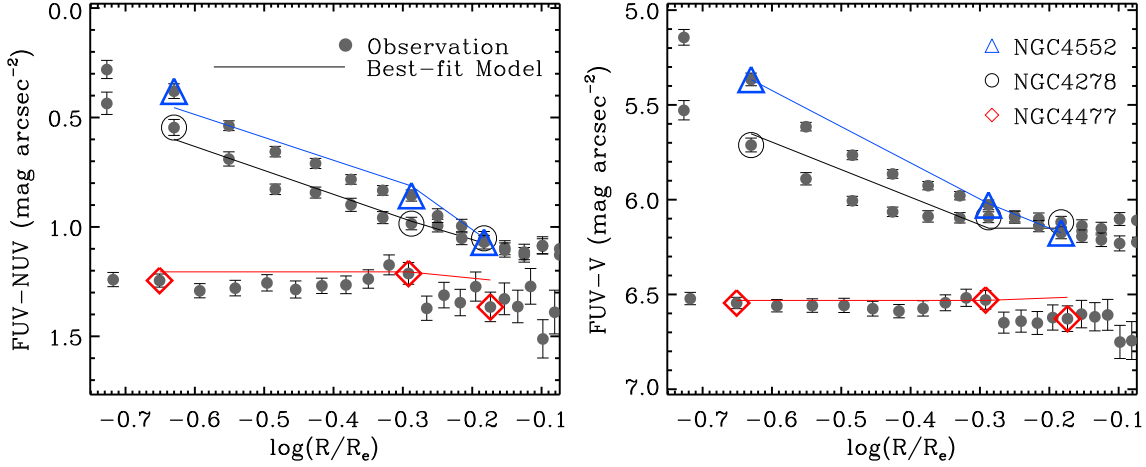 0.0
0.5
1.0
1.5
FUV−NUV (mag arcsec−2)
Observation
Best−fit Model
−0.7 −0.6 −0.5 −0.4 −0.3 −0.2 −0.1
log(R/Re)
5.0
5.5
6.0
6.5
7.0
FUV−V (mag arcsec−2)
NGC4552
NGC4278
NGC4477
−0.7 −0.6 −0.5 −0.4 −0.3 −0.2 −0.1
log(R/Re)